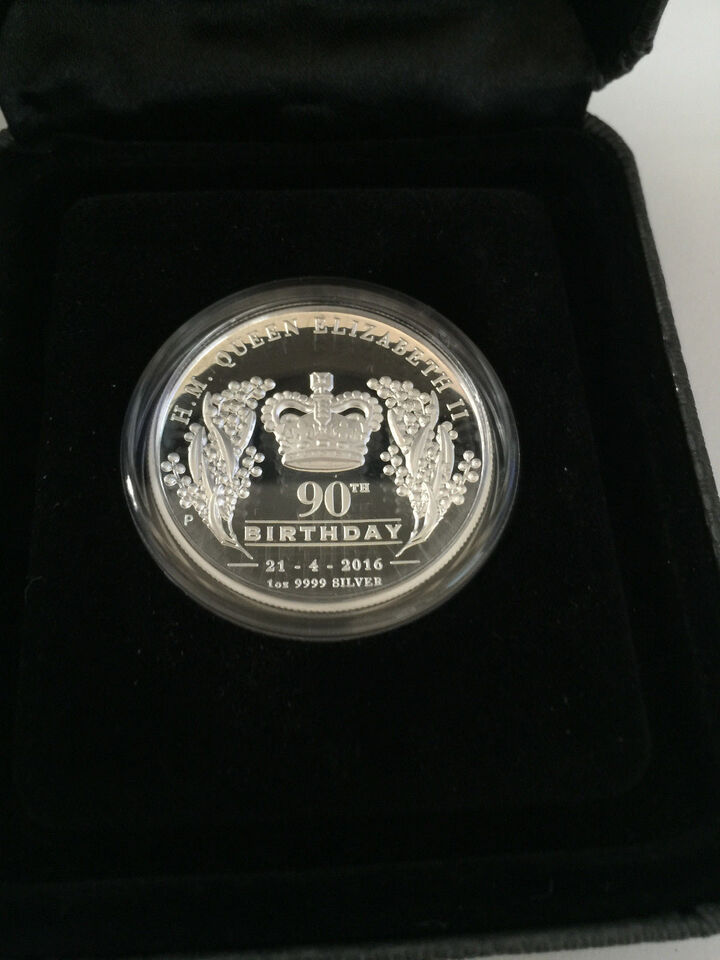 H.M. QUEEN ELIZABETH II
90TH
BIRTHDAY
P
21 - 4 - 2016
1oz 9999 SILVER